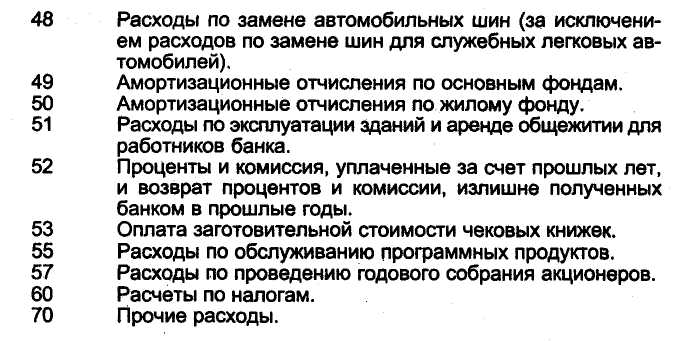 48 Расходы по замене автомобильных шин (за исключени-
ем расходов по замене шин для служебных легковых ав-
томобилей).
49 Амортизационные отчисления по основным фондам.
50 Амортизационные отчисления по жилому фонду.
51 Расходы по эксплуатации зданий и аренде общежитии для
работников банка.
52 Проценты и комиссия, уплаченные за счет прошлых лет,
и возврат процентов и комиссии, излишне полученных
банком в прошлые годы.
53 Оплата заготовительной стоимости чековых книжек.
55 Расходы по обслуживанию программных продуктов.
57 Расходы по проведению годового собрания акционеров.
60 Расчеты по налогам.
70 Прочие расходы.